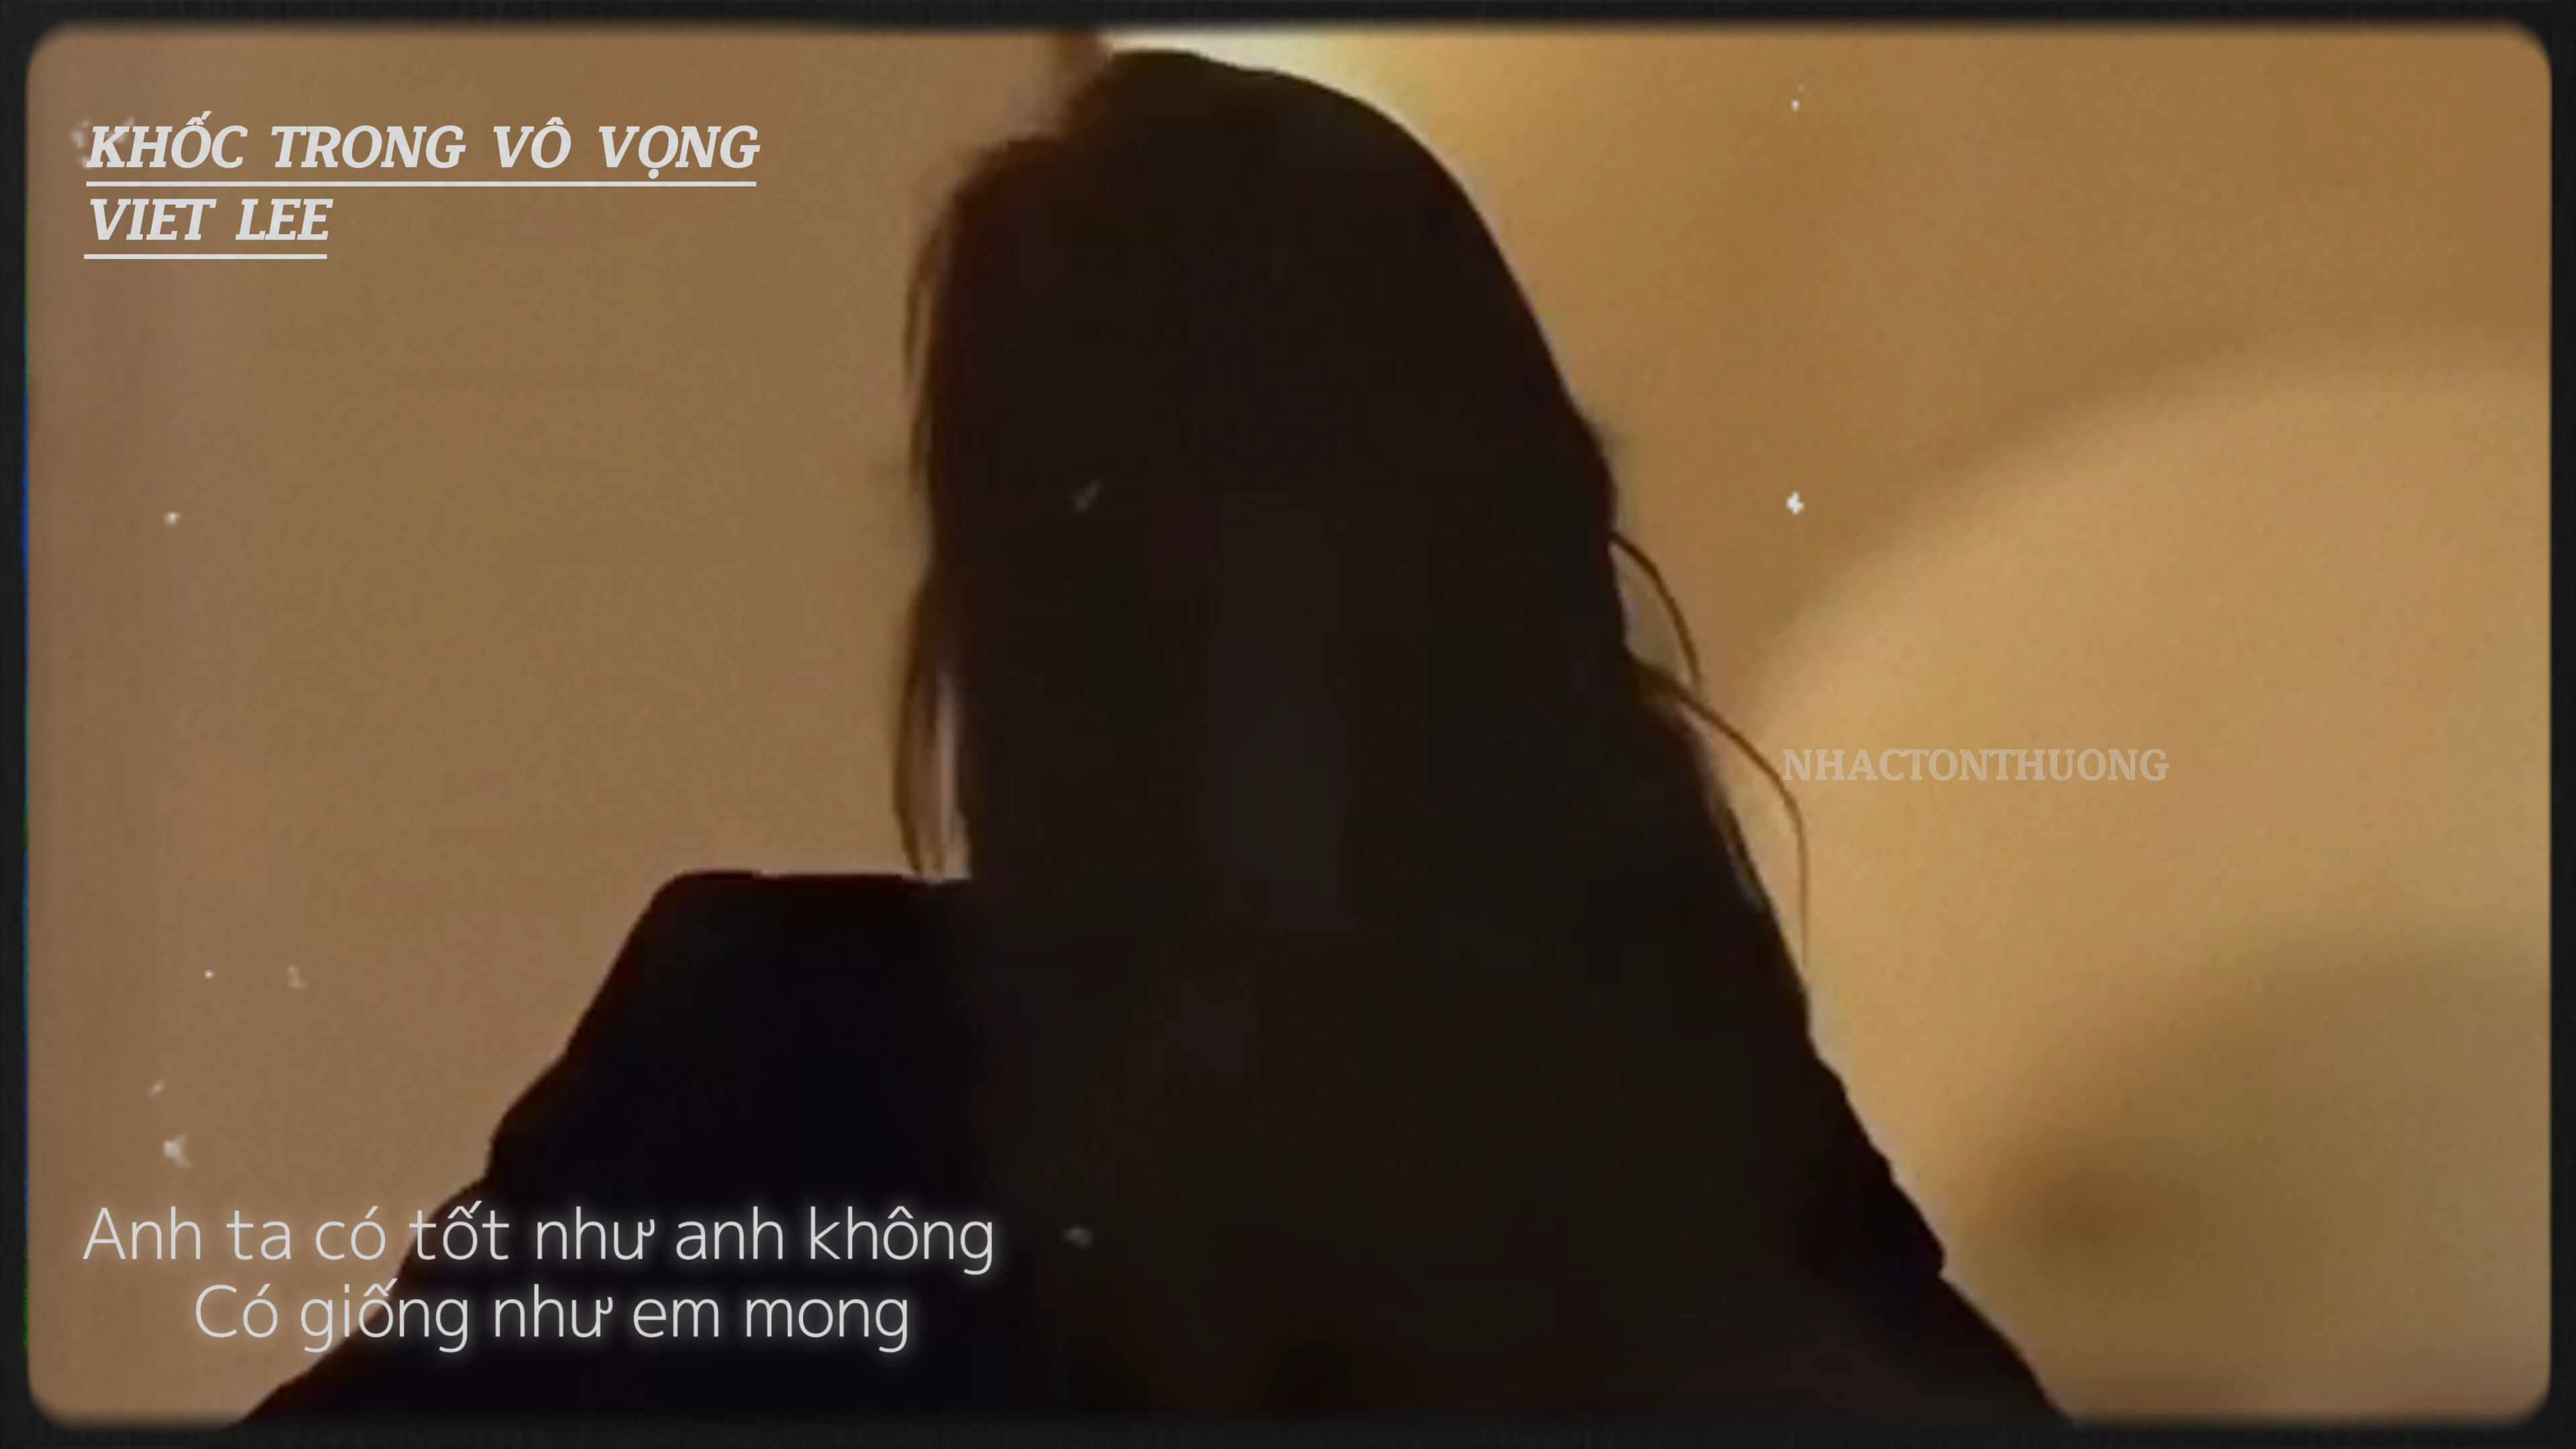 KHỐC TRONG VÔ VỌNG
VIET LEE
NHACTONTHUONG
Anh ta có tốt như anh không
Có giống như em mong